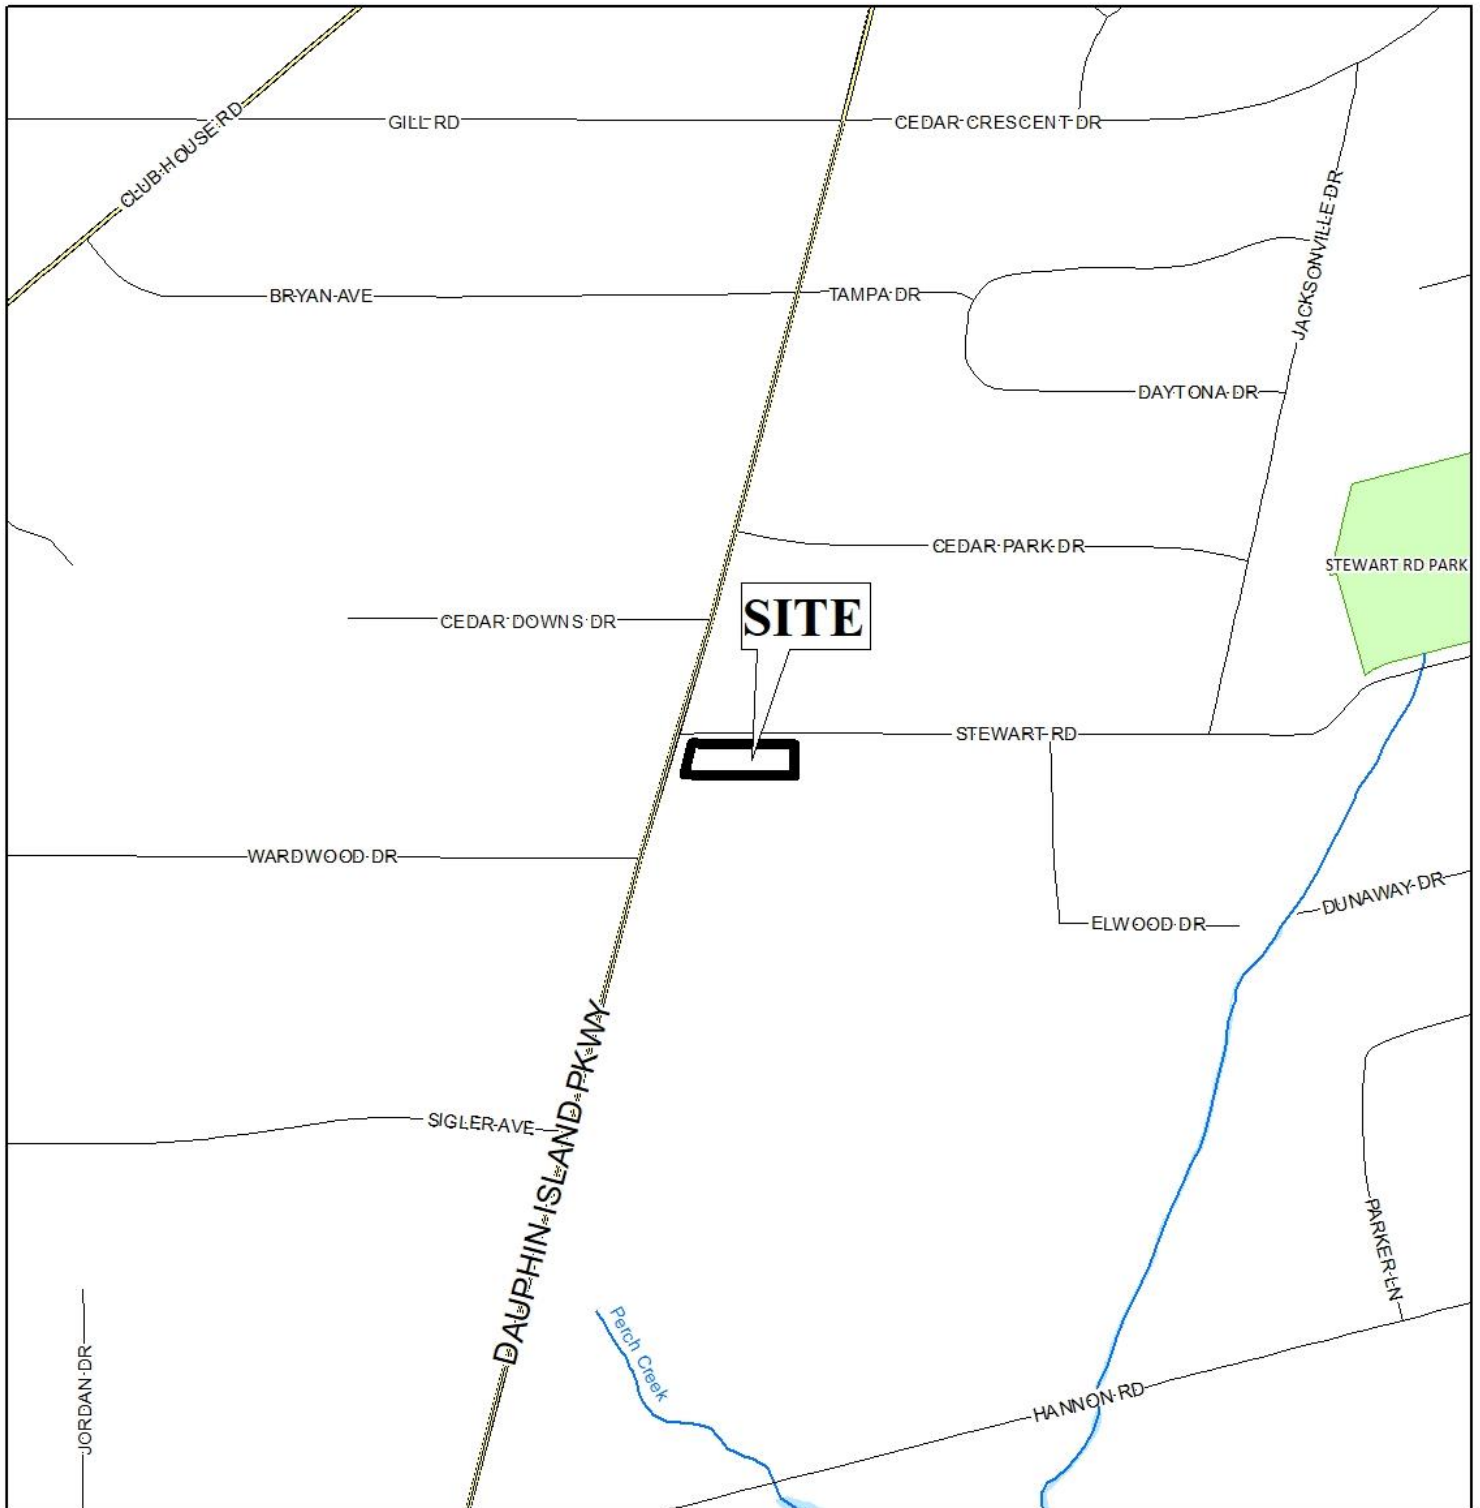 CLUB HOUSE RD
GILL RD
CEDAR CRESCENT DR
JACKSONVILLE DR
BRYAN AVE
TAMPA DR
DAYTONA DR
CEDAR PARK DR
STEWART RD PARK
CEDAR DOWNS DR
SITE
STEWART RD
WARDWOOD DR
DUNAWAY DR
ELWOOD DR
DAUPHIN ISLAND PKWY
SIGLER AVE
PARKER LN
Perch Creek
JORDAN DR
HANNON RD